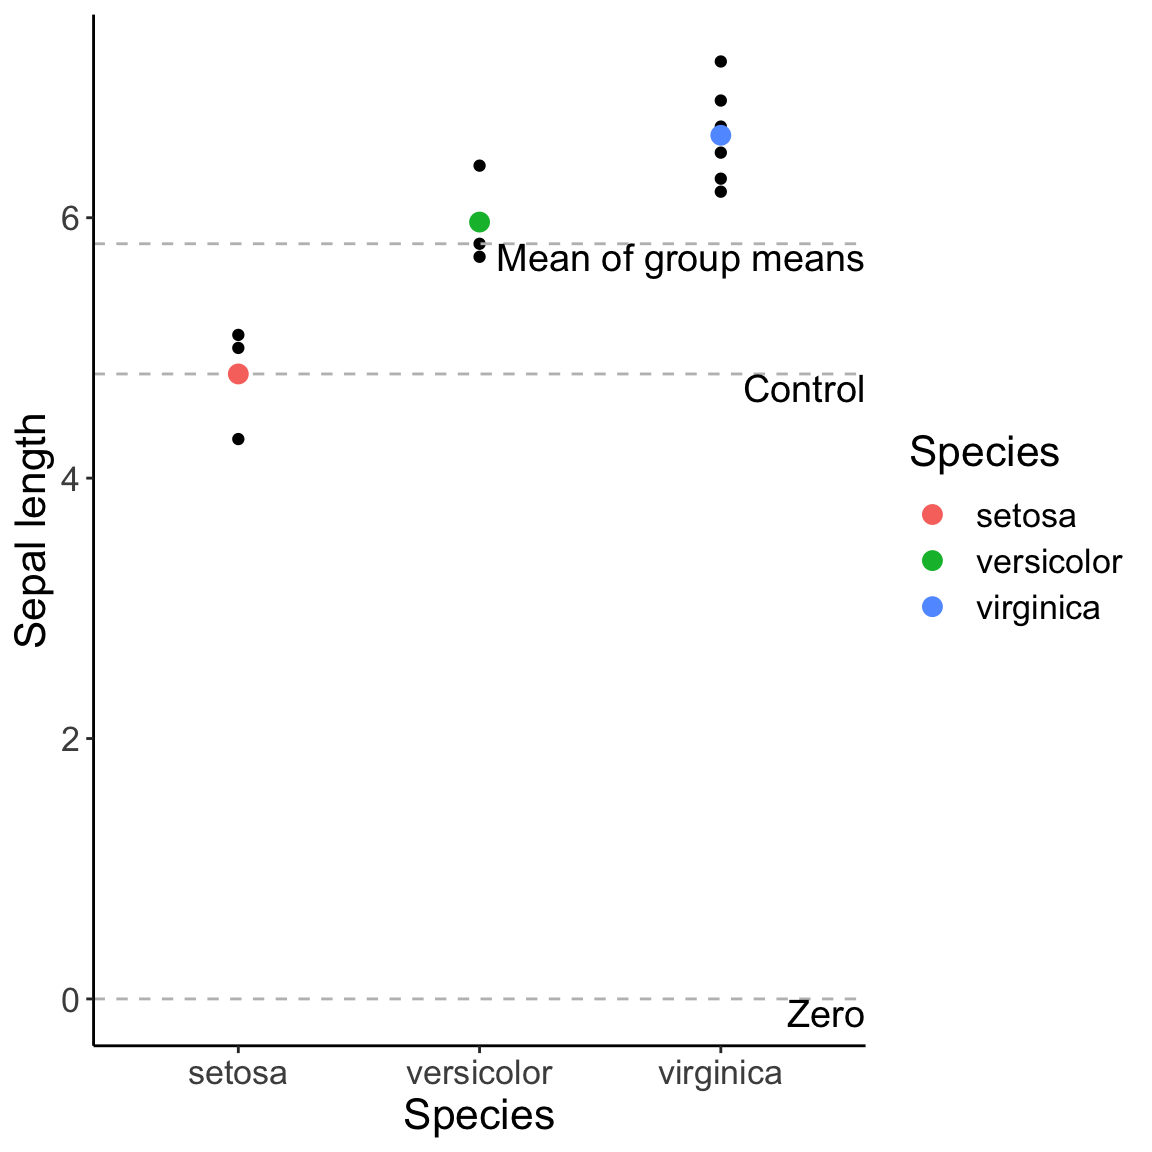 Sepal length
6
4
2
0
Mean of group means
Control
Zero
setosa
versicolor
virginica
Species
Species
setosa
versicolor
virginica